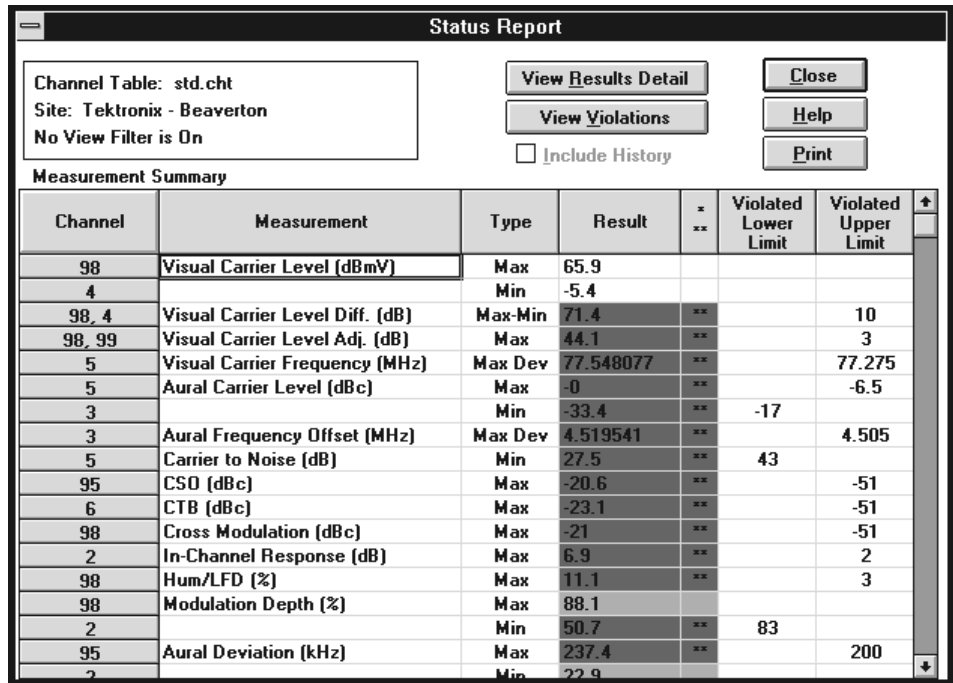 Status Report
Channel Table: std.cht
Site: Tektronix - Beaverton
No View Filter is On
View Results Detail
View Violations
Include History
Close
Help
Print
Measurement Summary
Channel Measurement Type Result * ** Violated Lower Limit Violated Upper Limit
98 Visual Carrier Level (dBmV) Max 65.9
4 Min -5.4
98, 4 Visual Carrier Level Diff. (dB) Max-Min 71.4 ** 10
98, 99 Visual Carrier Level Adj. (dB) Max 44.1 ** 3
5 Visual Carrier Frequency (MHz) Max Dev 77.548077 ** 77.275
5 Aural Carrier Level (dBc) Max -0 ** -6.5
3 Min -33.4 ** -17
3 Aural Frequency Offset (MHz) Max Dev 4.519541 ** 4.505
5 Carrier to Noise (dB) Min 27.5 ** 43
95 CSO (dBc) Max -20.6 ** -51
6 CTB (dBc) Max -23.1 ** -51
98 Cross Modulation (dBc) Max -21 ** -51
2 In-Channel Response (dB) Max 6.9 ** 2
98 Hum/LFD (%) Max 11.1 ** 3
98 Modulation Depth (%) Max 88.1
2 Min 50.7 ** 83
95 Aural Deviation (kHz) Max 237.4 ** 200
2 Min 22.9